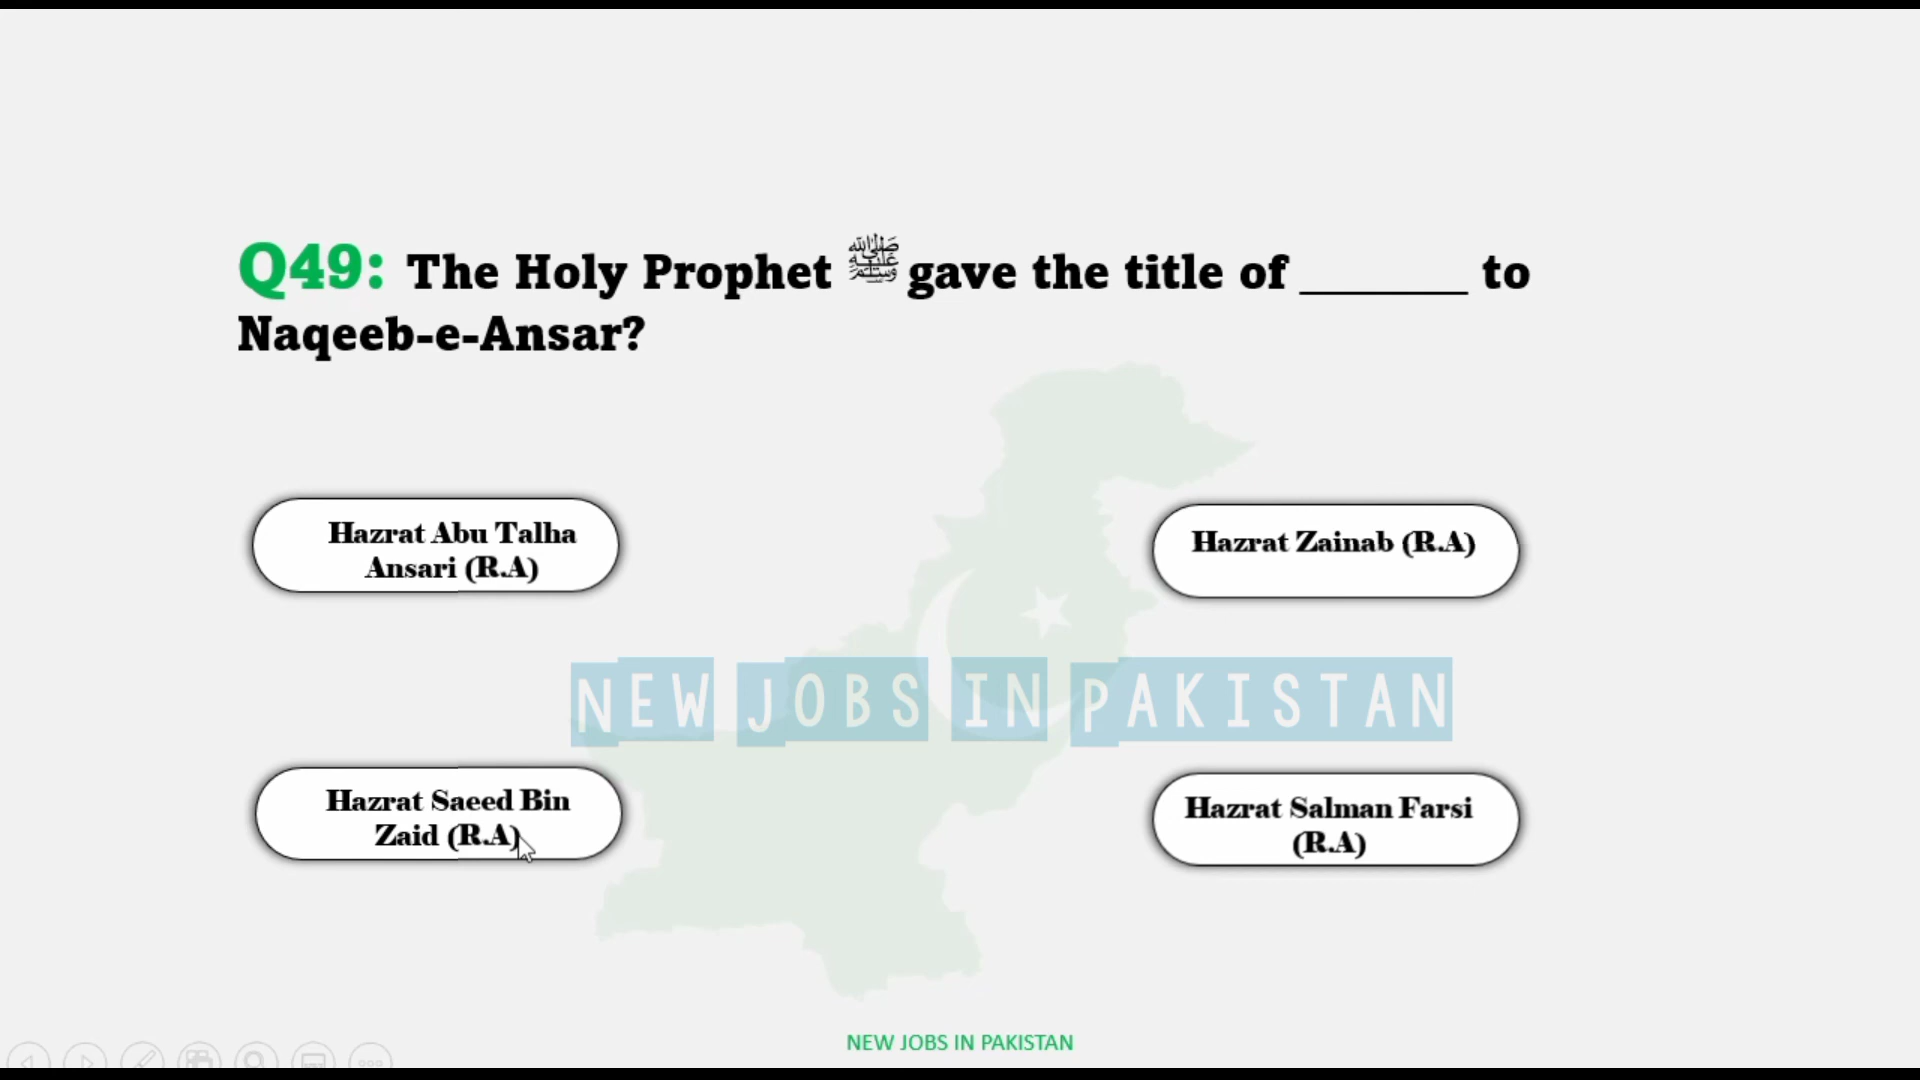 Q49: The Holy Prophet ﷺ gave the title of _______ to
Naqeeb-e-Ansar?
Hazrat Abu Talha
Ansari (R.A)
Hazrat Zainab (R.A)
NEW JOBS IN PAKISTAN
Hazrat Saeed Bin
Zaid (R.A)
Hazrat Salman Farsi
(R.A)
NEW JOBS IN PAKISTAN